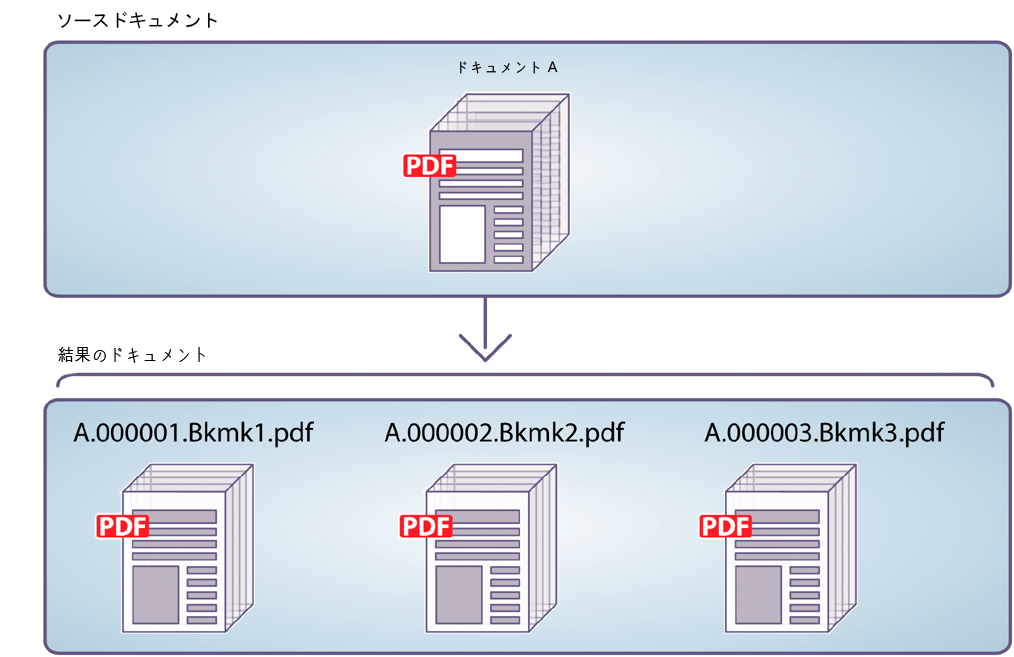 ソースドキュメント
ドキュメント A
PDF
結果のドキュメント
A.000001.Bkmk1.pdf
A.000002.Bkmk2.pdf
A.000003.Bkmk3.pdf
PDF
PDF
PDF